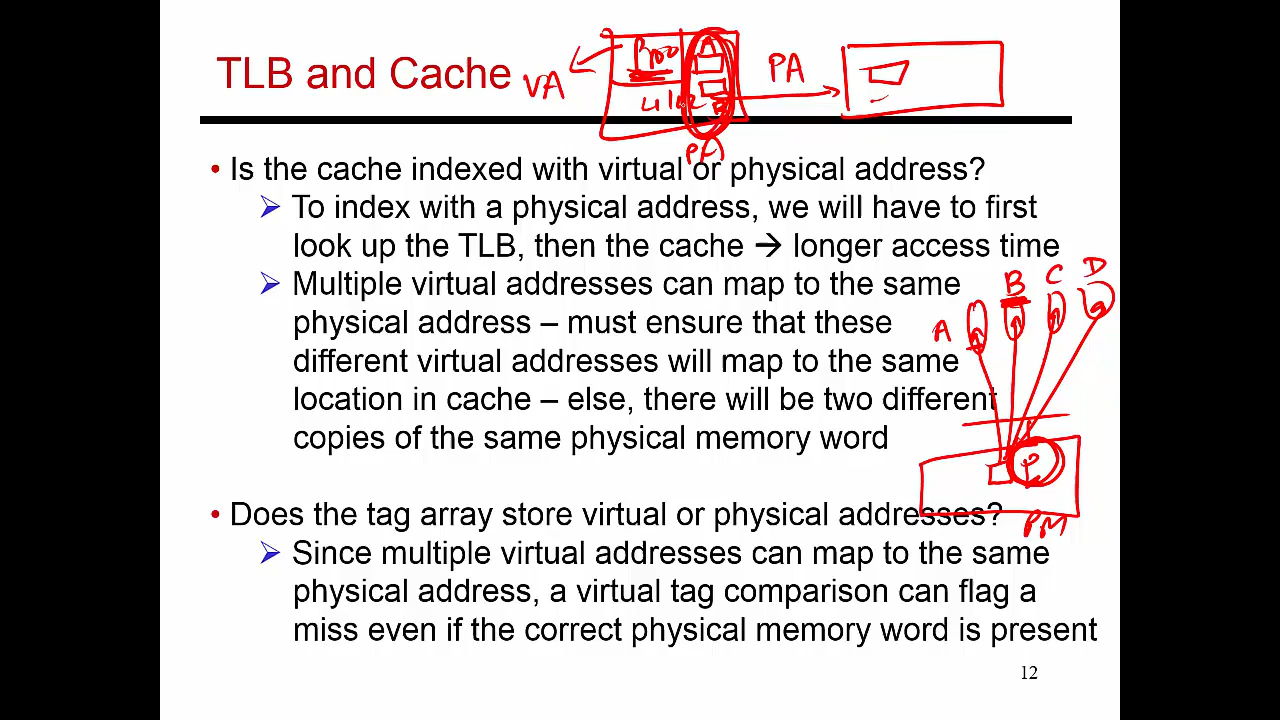 TLB and Cache
VA
A
PA
PA
• Is the cache indexed with virtual or physical address?
➢ To index with a physical address, we will have to first
look up the TLB, then the cache → longer access time
➢ Multiple virtual addresses can map to the same
physical address – must ensure that these
different virtual addresses will map to the same
location in cache – else, there will be two different
copies of the same physical memory word
A B C D
P
PM
• Does the tag array store virtual or physical addresses?
➢ Since multiple virtual addresses can map to the same
physical address, a virtual tag comparison can flag a
miss even if the correct physical memory word is present
12